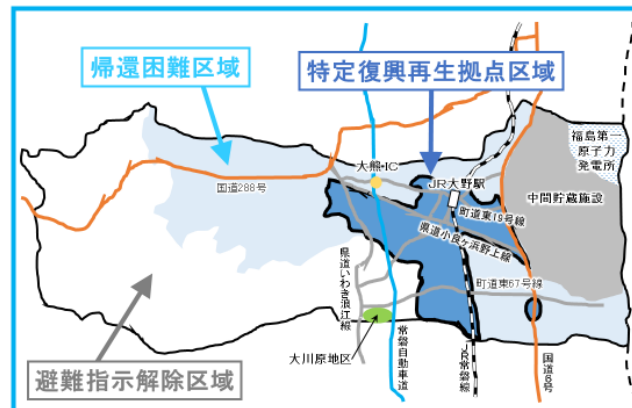 帰還困難区域
特定復興再生拠点区域
福島第一
原子力
発電所
大熊IC
JR大野駅
中間貯蔵施設
国道288号
町道東19号線
県道小良ヶ浜野上線
県道いわき浪江線
町道東67号線
大川原地区
常磐自動車道
JR常磐線
国道6号
避難指示解除区域